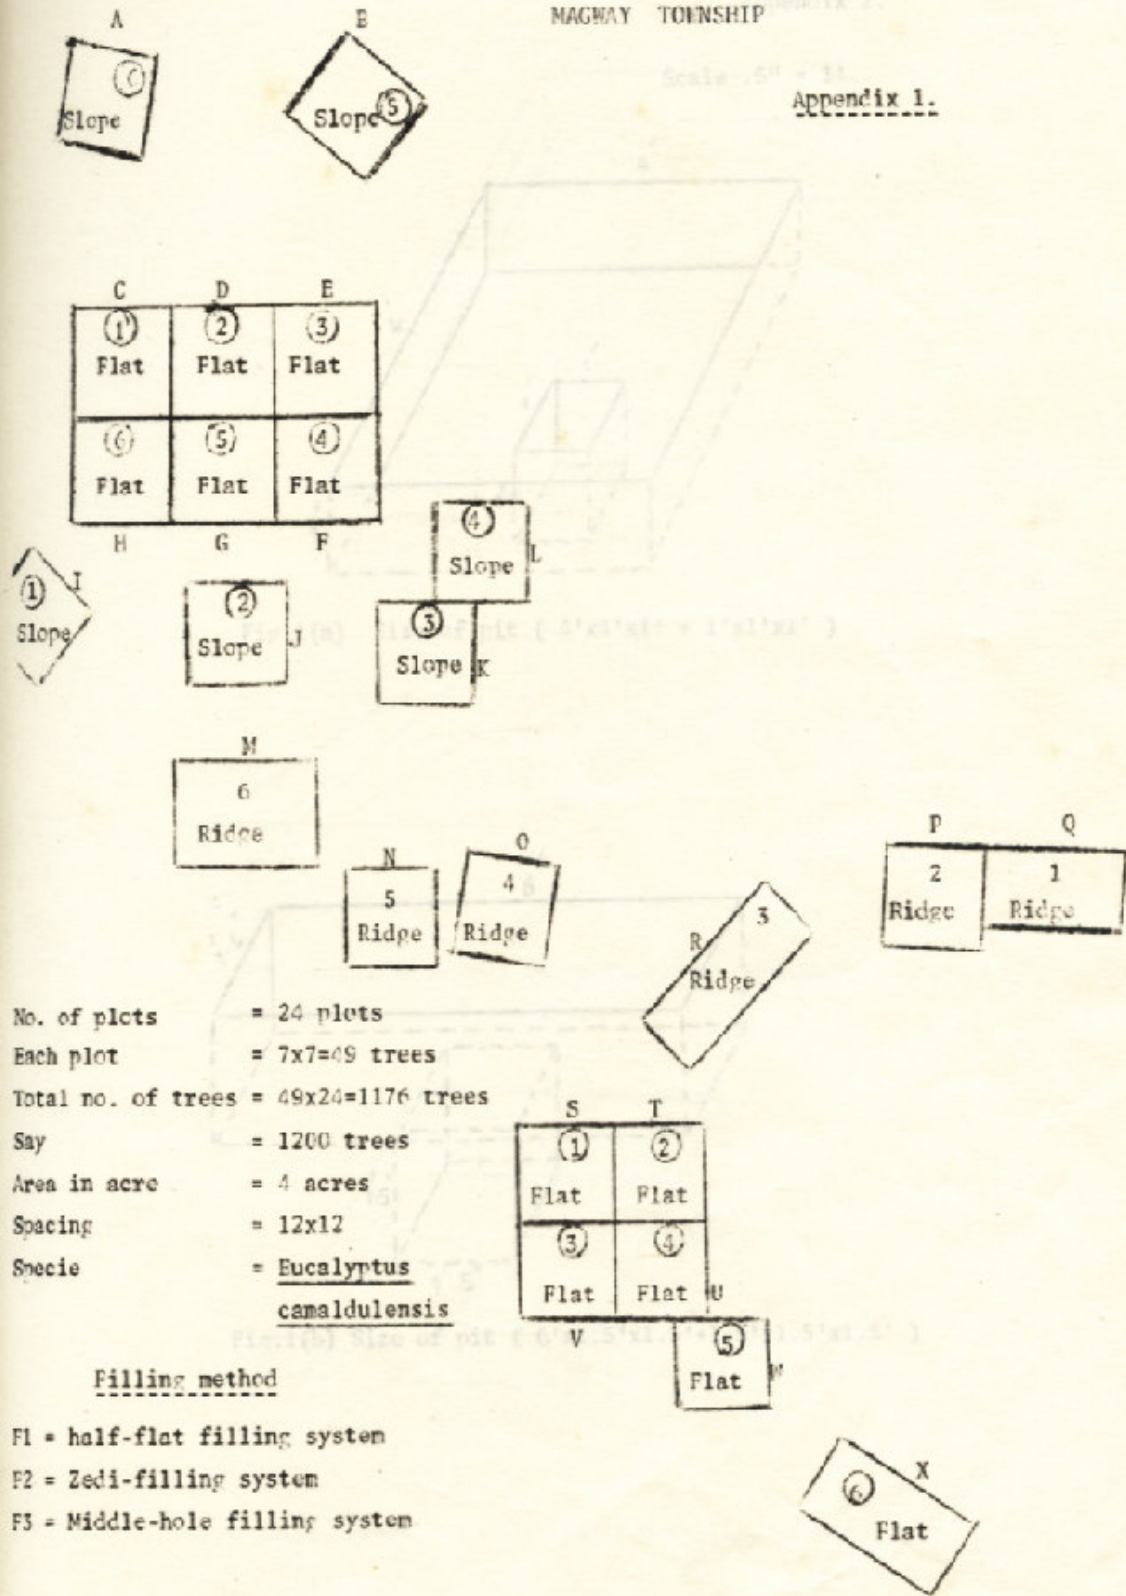 MAGWAY TOWNSHIP
Appendix 1.
A B
Slope
5
Slope
C D E
1 2 3
Flat Flat Flat
6 5 4
Flat Flat Flat
H G F
4
Slope L
1 I
Slope
2
Slope J
3
Slope K
M
6
Ridge
N
5
Ridge
O
4
Ridge
P Q
2 1
Ridge Ridge
3
R
Ridge
No. of plots = 24 plots
Each plot = 7x7=49 trees
Total no. of trees = 49x24=1176 trees
Say = 1200 trees
Area in acre = 4 acres
Spacing = 12x12
Specie = Eucalyptus
camaldulensis
S T
1 2
Flat Flat
3 4
Flat Flat U
V
5
Flat W
X
6
Flat
Filling method
F1 = half-flat filling system
F2 = Zedi-filling system
F3 = Middle-hole filling system